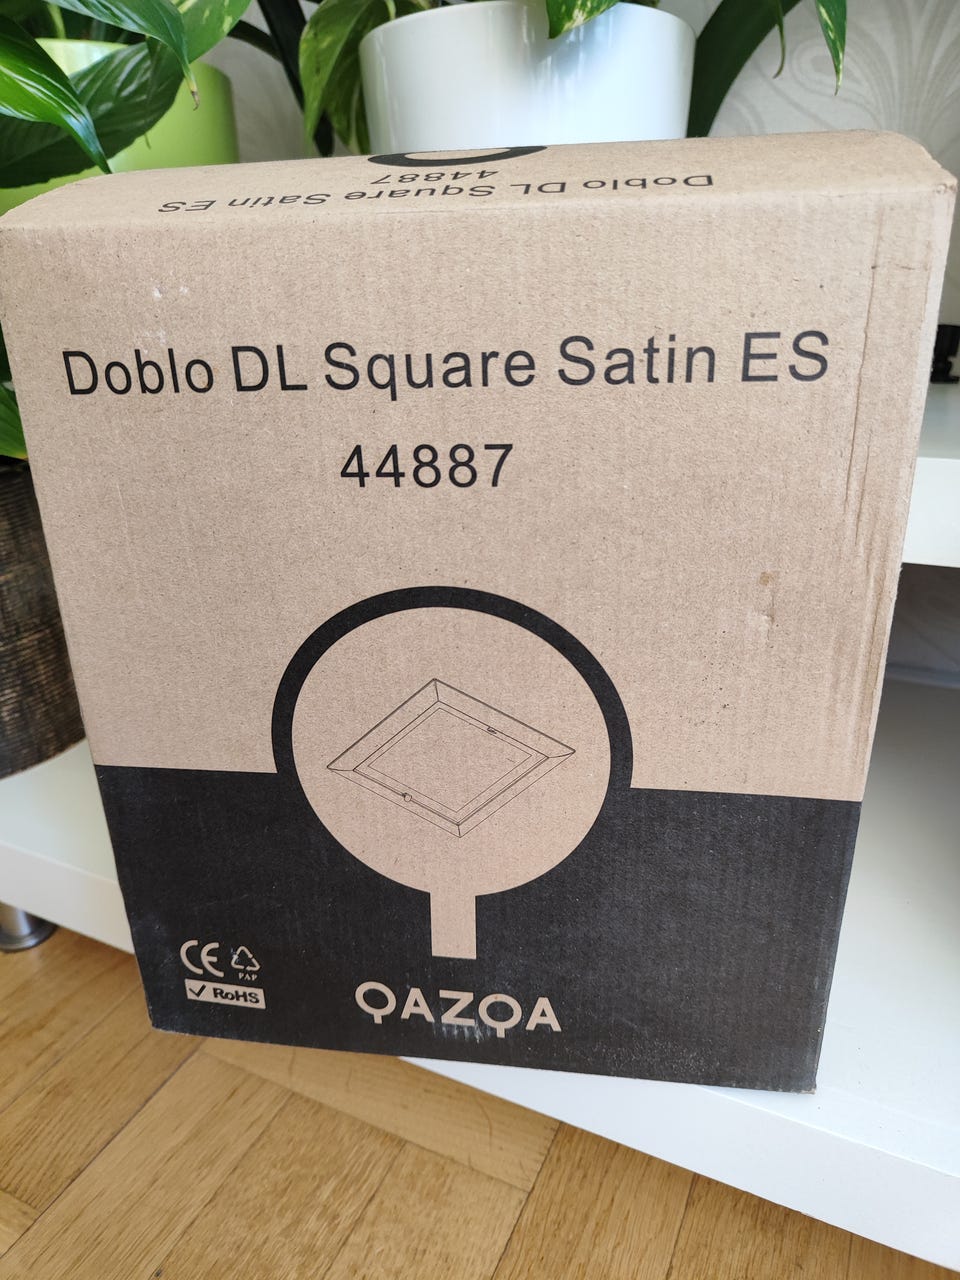 Doblo DL Square Satin ES
44887
Doblo DL Square Satin ES
44887
CE
PAP
RoHS
QAZQA